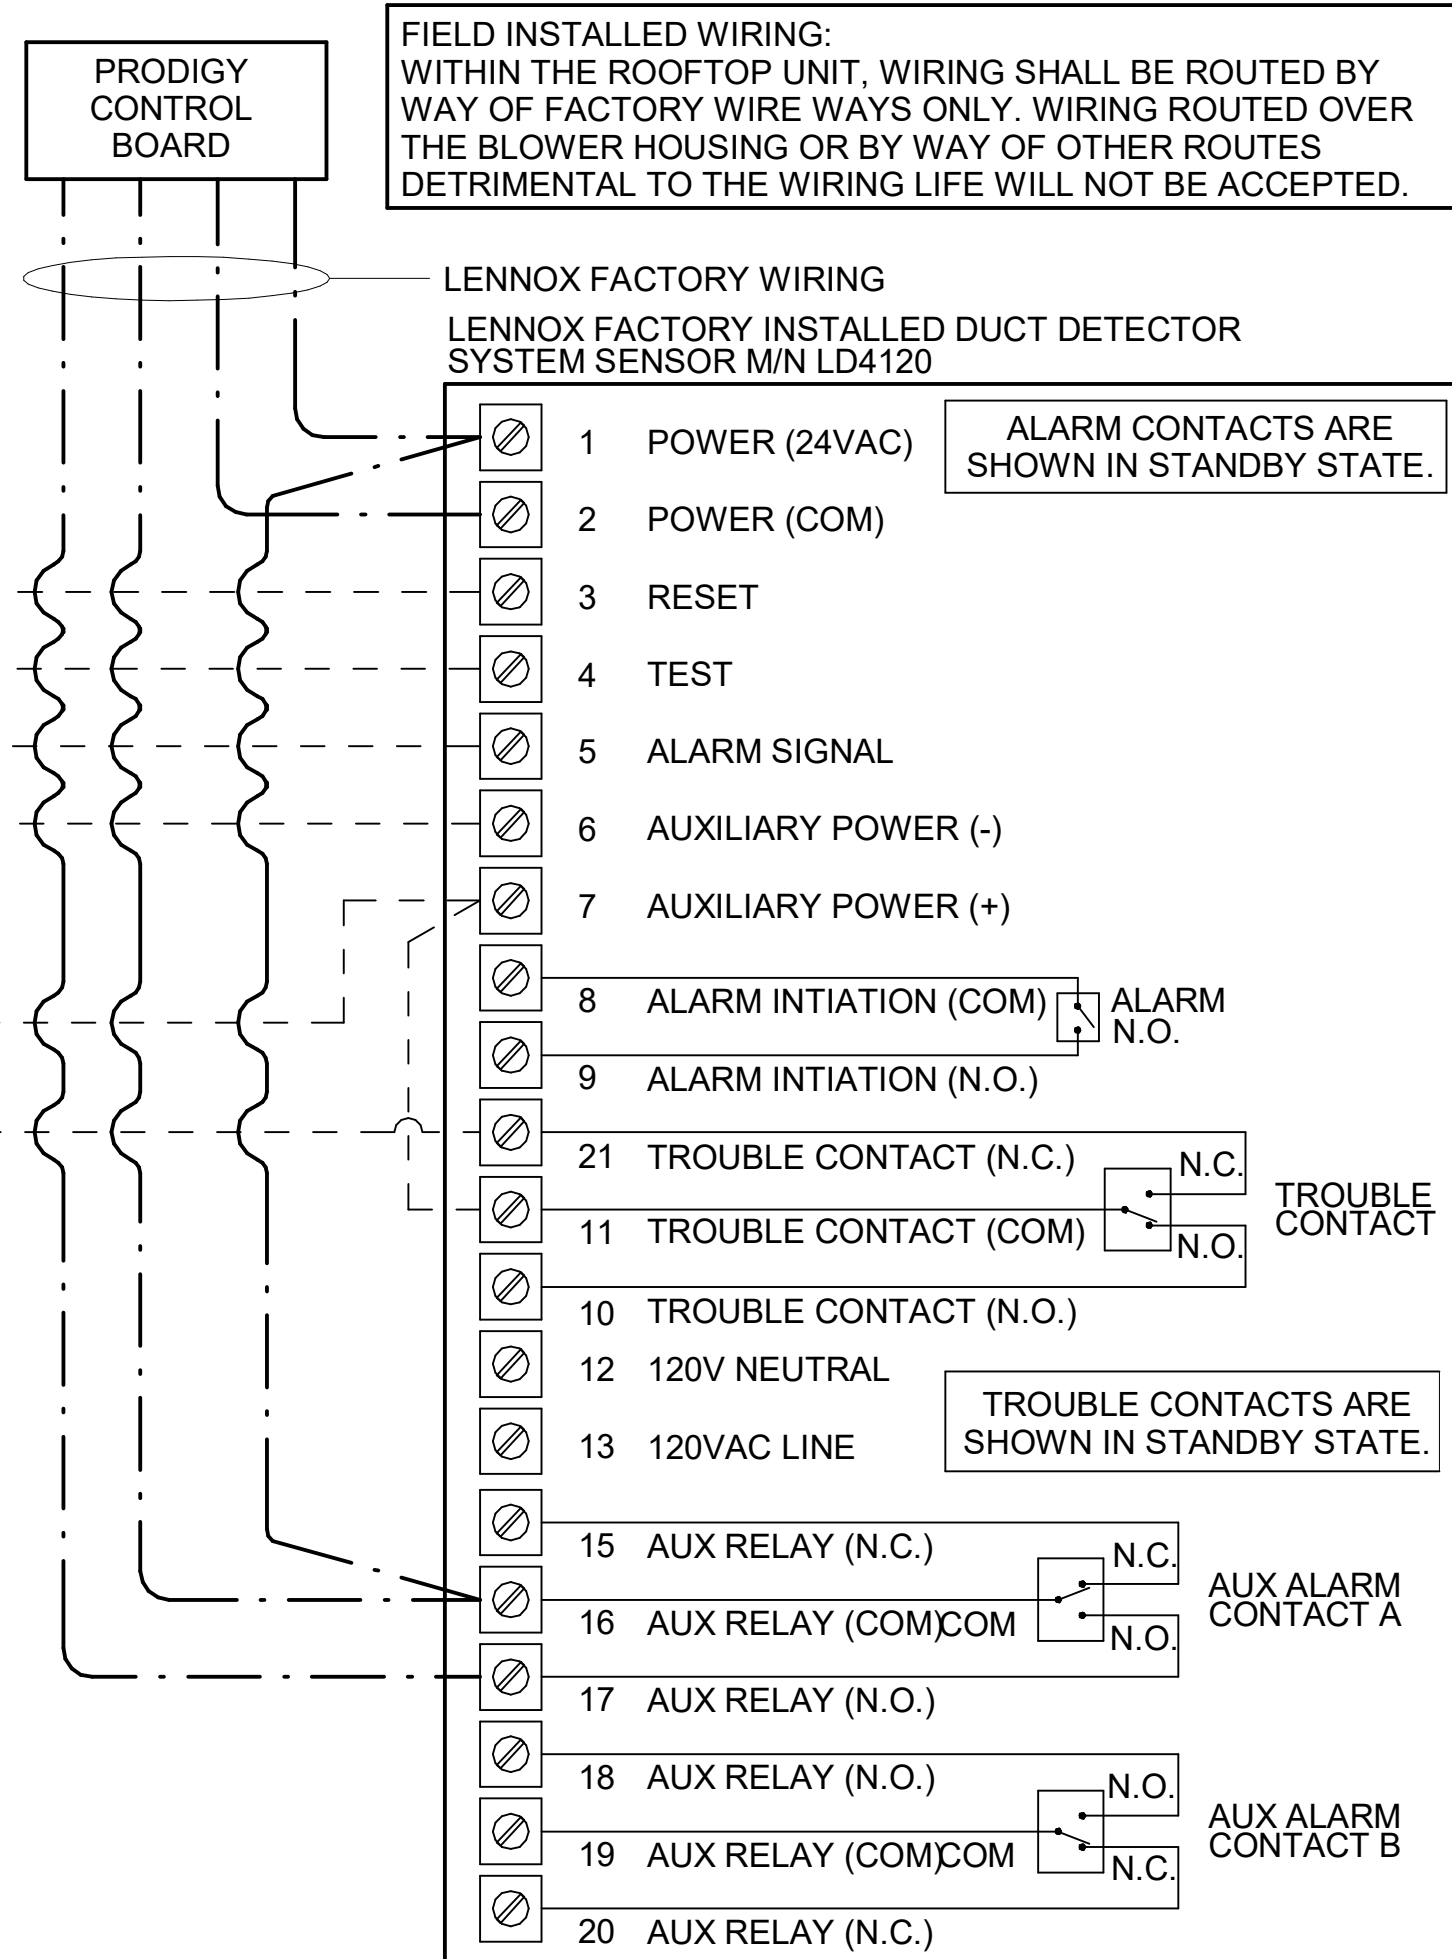 PRODIGY
CONTROL
BOARD
FIELD INSTALLED WIRING:
WITHIN THE ROOFTOP UNIT, WIRING SHALL BE ROUTED BY
WAY OF FACTORY WIRE WAYS ONLY. WIRING ROUTED OVER
THE BLOWER HOUSING OR BY WAY OF OTHER ROUTES
DETRIMENTAL TO THE WIRING LIFE WILL NOT BE ACCEPTED.
LENNOX FACTORY WIRING
LENNOX FACTORY INSTALLED DUCT DETECTOR
SYSTEM SENSOR M/N LD4120
ALARM CONTACTS ARE
SHOWN IN STANDBY STATE.
1 POWER (24VAC)
2 POWER (COM)
3 RESET
4 TEST
5 ALARM SIGNAL
6 AUXILIARY POWER (-)
7 AUXILIARY POWER (+)
8 ALARM INTIATION (COM)
ALARM
N.O.
9 ALARM INTIATION (N.O.)
21 TROUBLE CONTACT (N.C.)
N.C.
TROUBLE
CONTACT
11 TROUBLE CONTACT (COM)
N.O.
10 TROUBLE CONTACT (N.O.)
12 120V NEUTRAL
13 120VAC LINE
TROUBLE CONTACTS ARE
SHOWN IN STANDBY STATE.
15 AUX RELAY (N.C.)
N.C.
AUX ALARM
CONTACT A
16 AUX RELAY (COM) COM
N.O.
17 AUX RELAY (N.O.)
18 AUX RELAY (N.O.)
N.O.
AUX ALARM
CONTACT B
19 AUX RELAY (COM) COM
N.C.
20 AUX RELAY (N.C.)